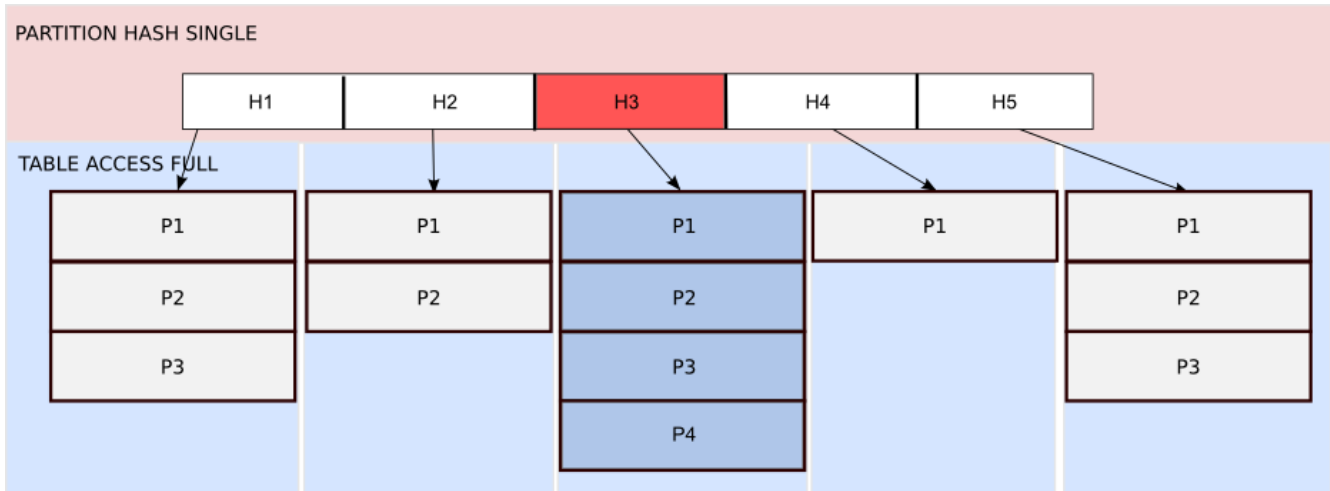 PARTITION HASH SINGLE
H1 H2 H3 H4 H5
TABLE ACCESS FULL
P1 P1 P1 P1 P1
P2 P2 P2 P2
P3 P3 P3
P4